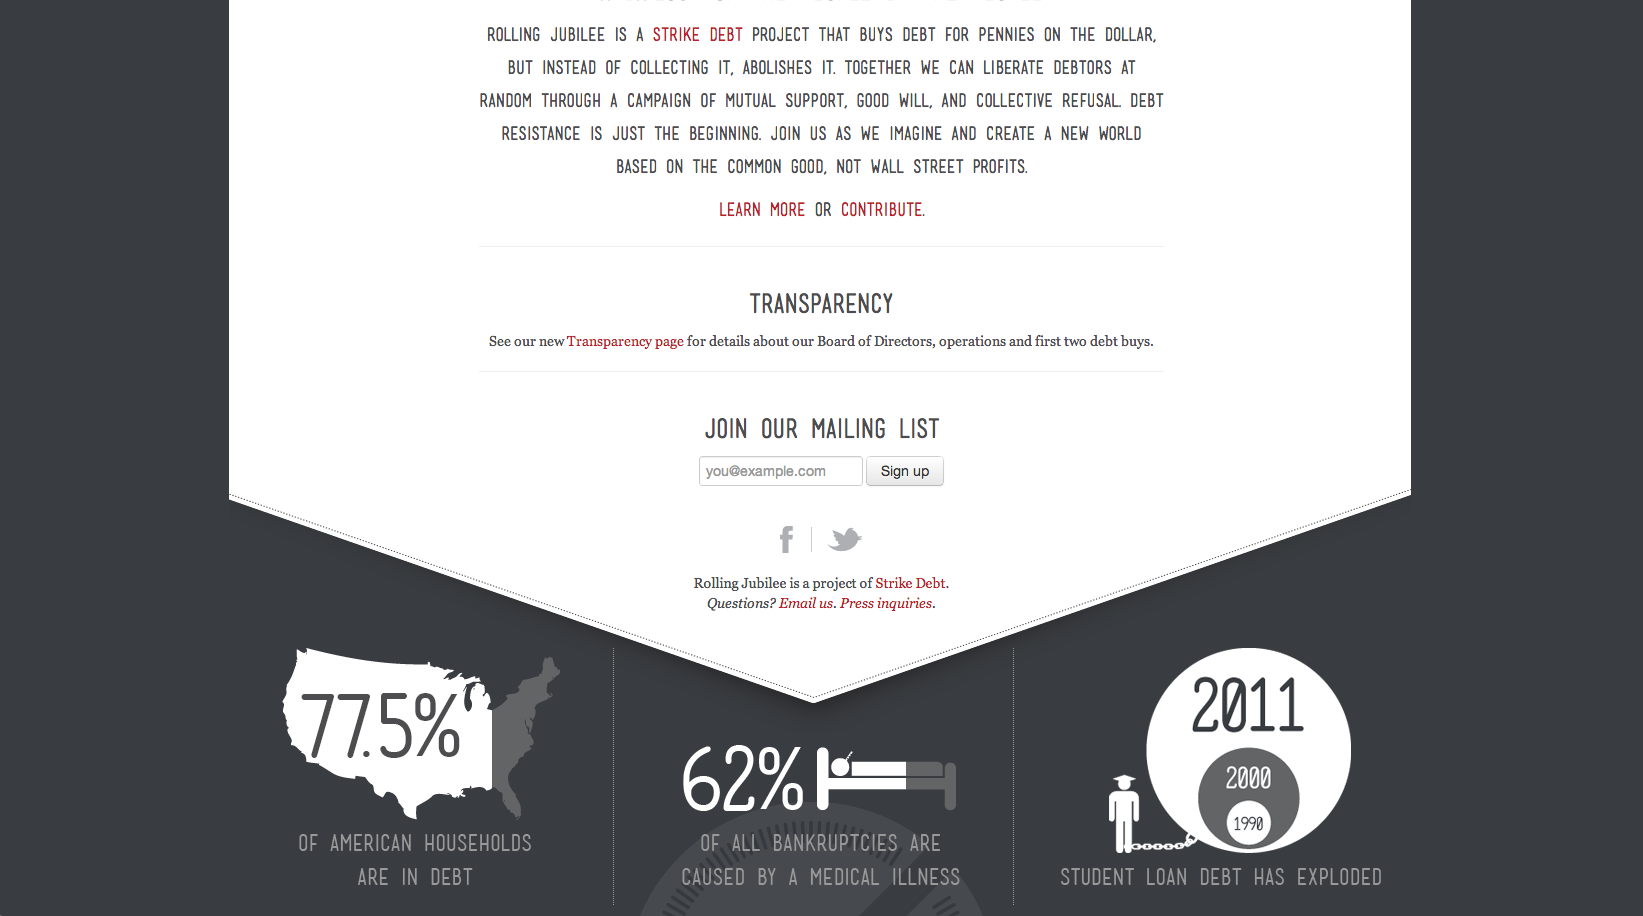 ROLLING JUBILEE IS A STRIKE DEBT PROJECT THAT BUYS DEBT FOR PENNIES ON THE DOLLAR,
BUT INSTEAD OF COLLECTING IT, ABOLISHES IT. TOGETHER WE CAN LIBERATE DEBTORS AT
RANDOM THROUGH A CAMPAIGN OF MUTUAL SUPPORT, GOOD WILL, AND COLLECTIVE REFUSAL. DEBT
RESISTANCE IS JUST THE BEGINNING. JOIN US AS WE IMAGINE AND CREATE A NEW WORLD
BASED ON THE COMMON GOOD, NOT WALL STREET PROFITS.
LEARN MORE OR CONTRIBUTE.
TRANSPARENCY
See our new Transparency page for details about our Board of Directors, operations and first two debt buys.
JOIN OUR MAILING LIST
you@example.com Sign up
Rolling Jubilee is a project of Strike Debt.
Questions? Email us. Press inquiries.
77.5%
OF AMERICAN HOUSEHOLDS
ARE IN DEBT
62%
OF ALL BANKRUPTCIES ARE
CAUSED BY A MEDICAL ILLNESS
2011
2000
1990
STUDENT LOAN DEBT HAS EXPLODED